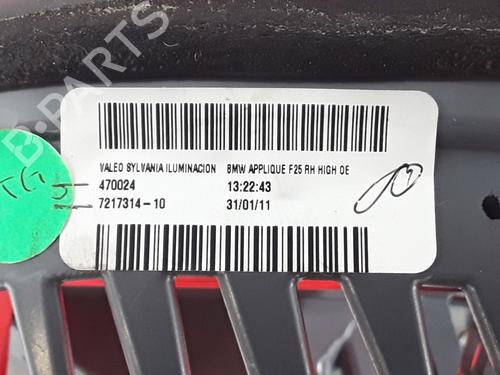 B-PARTS
VALEO SYLVANIA ILUMINACION BMW APPLIQUE F25 RH HIGH OE
470024 13:22:43
7217314-10 31/01/11